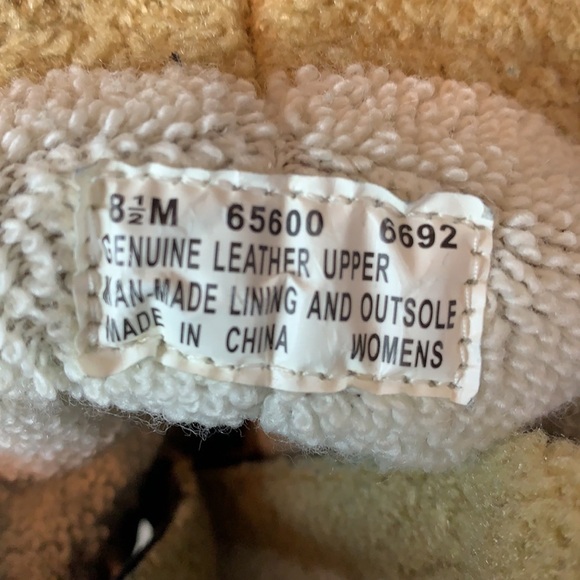 8½M 65600 6692
GENUINE LEATHER UPPER
MAN-MADE LINING AND OUTSOLE
MADE IN CHINA WOMENS